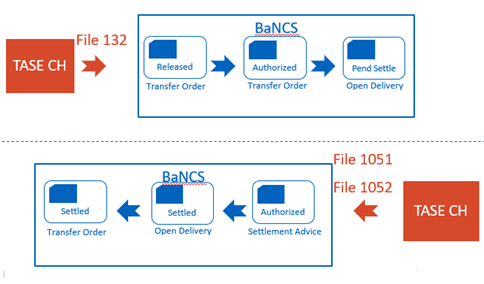 File 132
TASE CH
BaNCS
Released
Authorized
Pend Settle
Transfer Order
Transfer Order
Open Delivery
File 1051
File 1052
TASE CH
BaNCS
Settled
Settled
Authorized
Transfer Order
Open Delivery
Settlement Advice